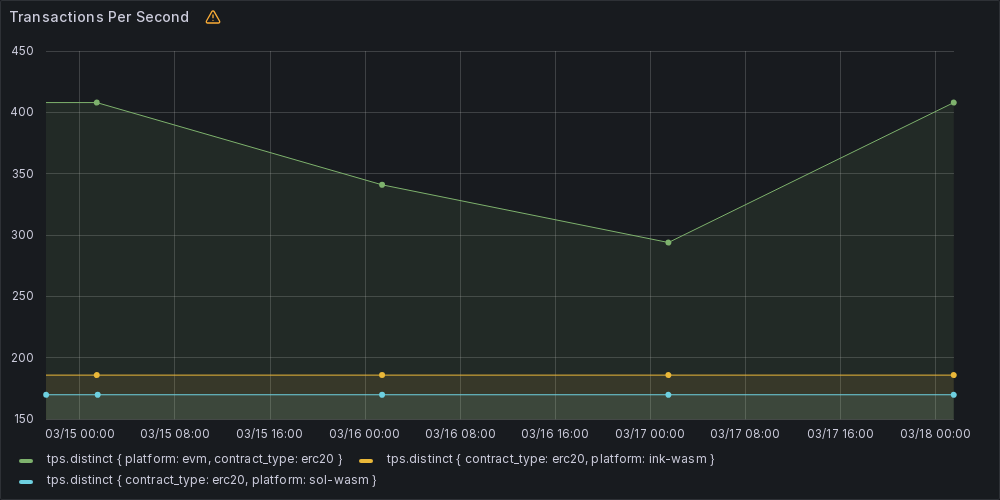 Transactions Per Second
450
400
350
300
250
200
150
03/15 00:00 03/15 08:00 03/15 16:00 03/16 00:00 03/16 08:00 03/16 16:00 03/17 00:00 03/17 08:00 03/17 16:00 03/18 00:00
tps.distinct { platform: evm, contract_type: erc20 } tps.distinct { contract_type: erc20, platform: ink-wasm }
tps.distinct { contract_type: erc20, platform: sol-wasm }